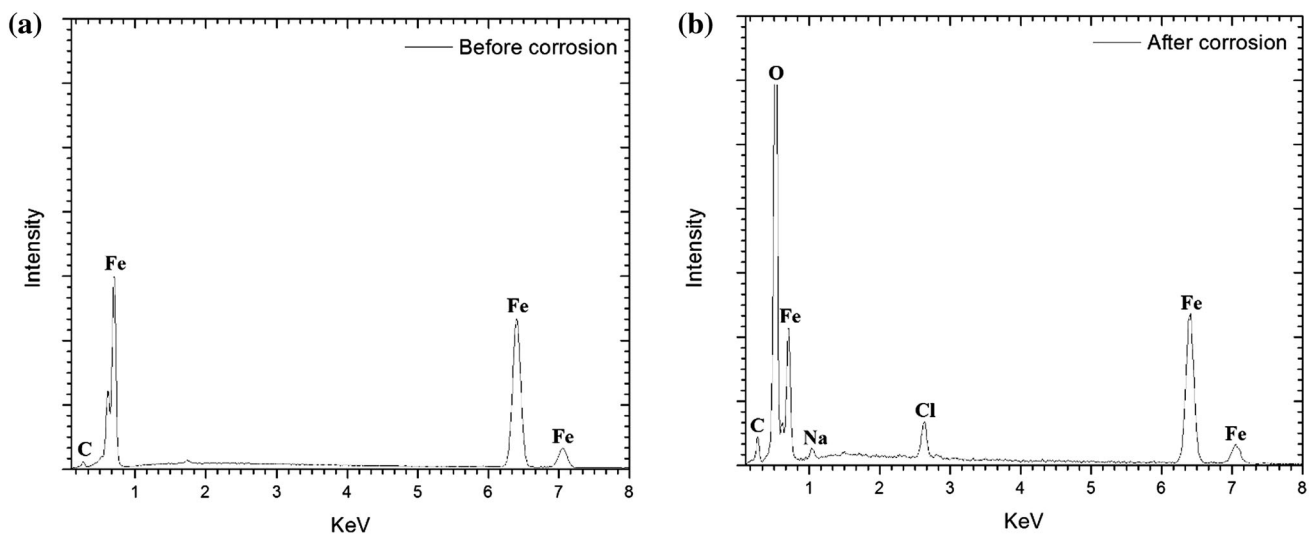 (a)
Before corrosion
Fe
Fe
C
Fe
Intensity
1 2 3 4 5 6 7 8
KeV
(b)
After corrosion
O
Fe
Fe
C
Na
Cl
Fe
Intensity
1 2 3 4 5 6 7 8
KeV